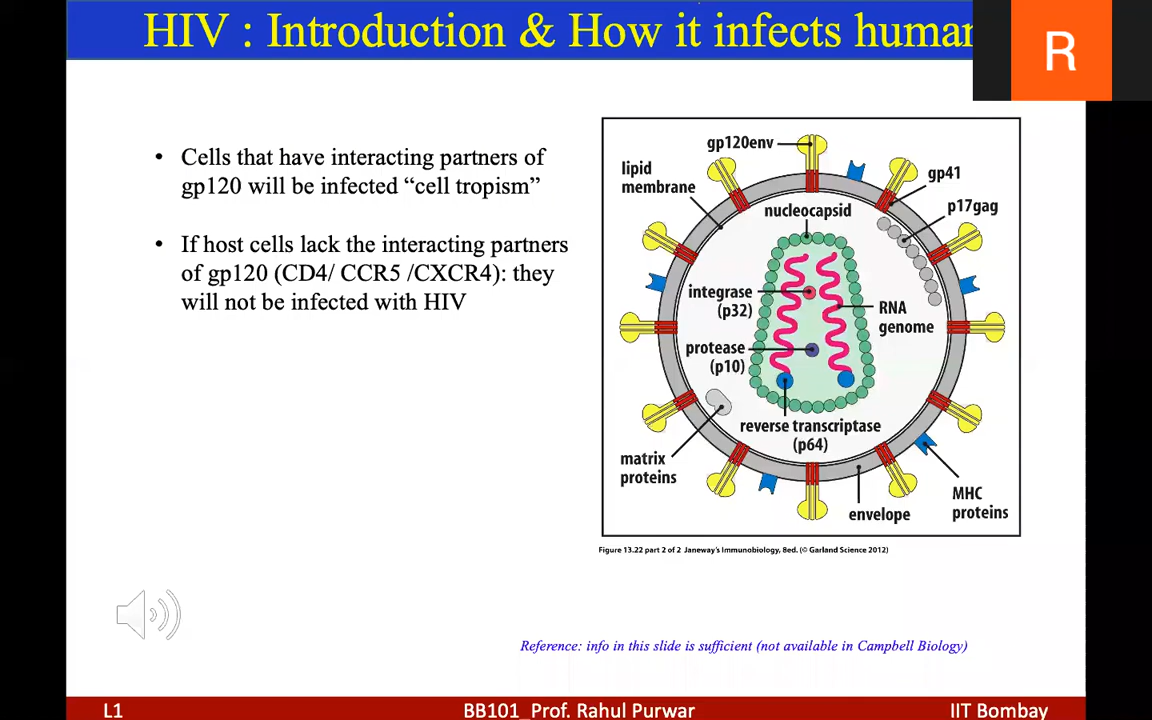 HIV : Introduction & How it infects human
R
• Cells that have interacting partners of
gp120 will be infected “cell tropism”
• If host cells lack the interacting partners
of gp120 (CD4/ CCR5 /CXCR4): they
will not be infected with HIV
gp120env
lipid
membrane
gp41
p17gag
nucleocapsid
integrase
(p32)
RNA
genome
protease
(p10)
reverse transcriptase
(p64)
matrix
proteins
MHC
proteins
envelope
Figure 13.22 part 2 of 2 Janeway's Immunobiology, 8ed. (© Garland Science 2012)
Reference: info in this slide is sufficient (not available in Campbell Biology)
L1
BB101_Prof. Rahul Purwar
IIT Bombay